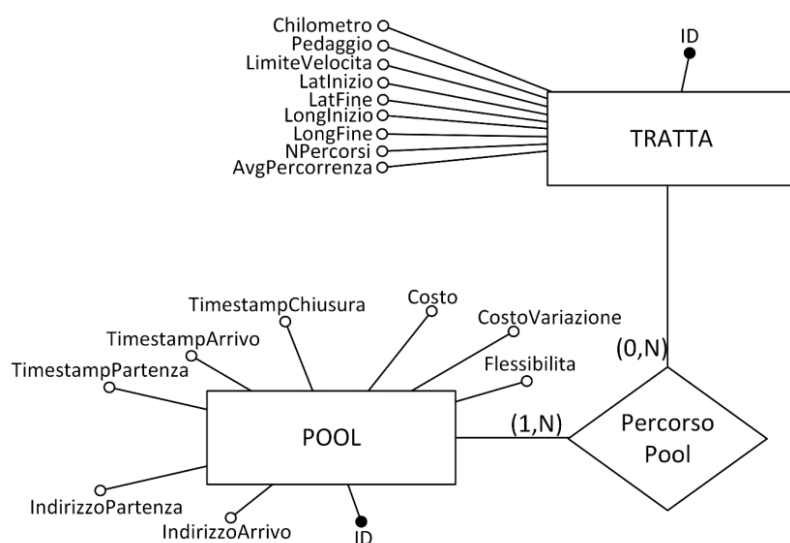 Chilometro
ID
Pedaggio
LimiteVelocita
LatInizio
LatFine
LongInizio
LongFine
NPercorsi
AvgPercorrenza
TRATTA
TimestampChiusura
Costo
CostoVariazione
TimestampArrivo
(0,N)
TimestampPartenza
Flessibilita
POOL
(1,N)
Percorso
Pool
IndirizzoPartenza
IndirizzoArrivo
ID